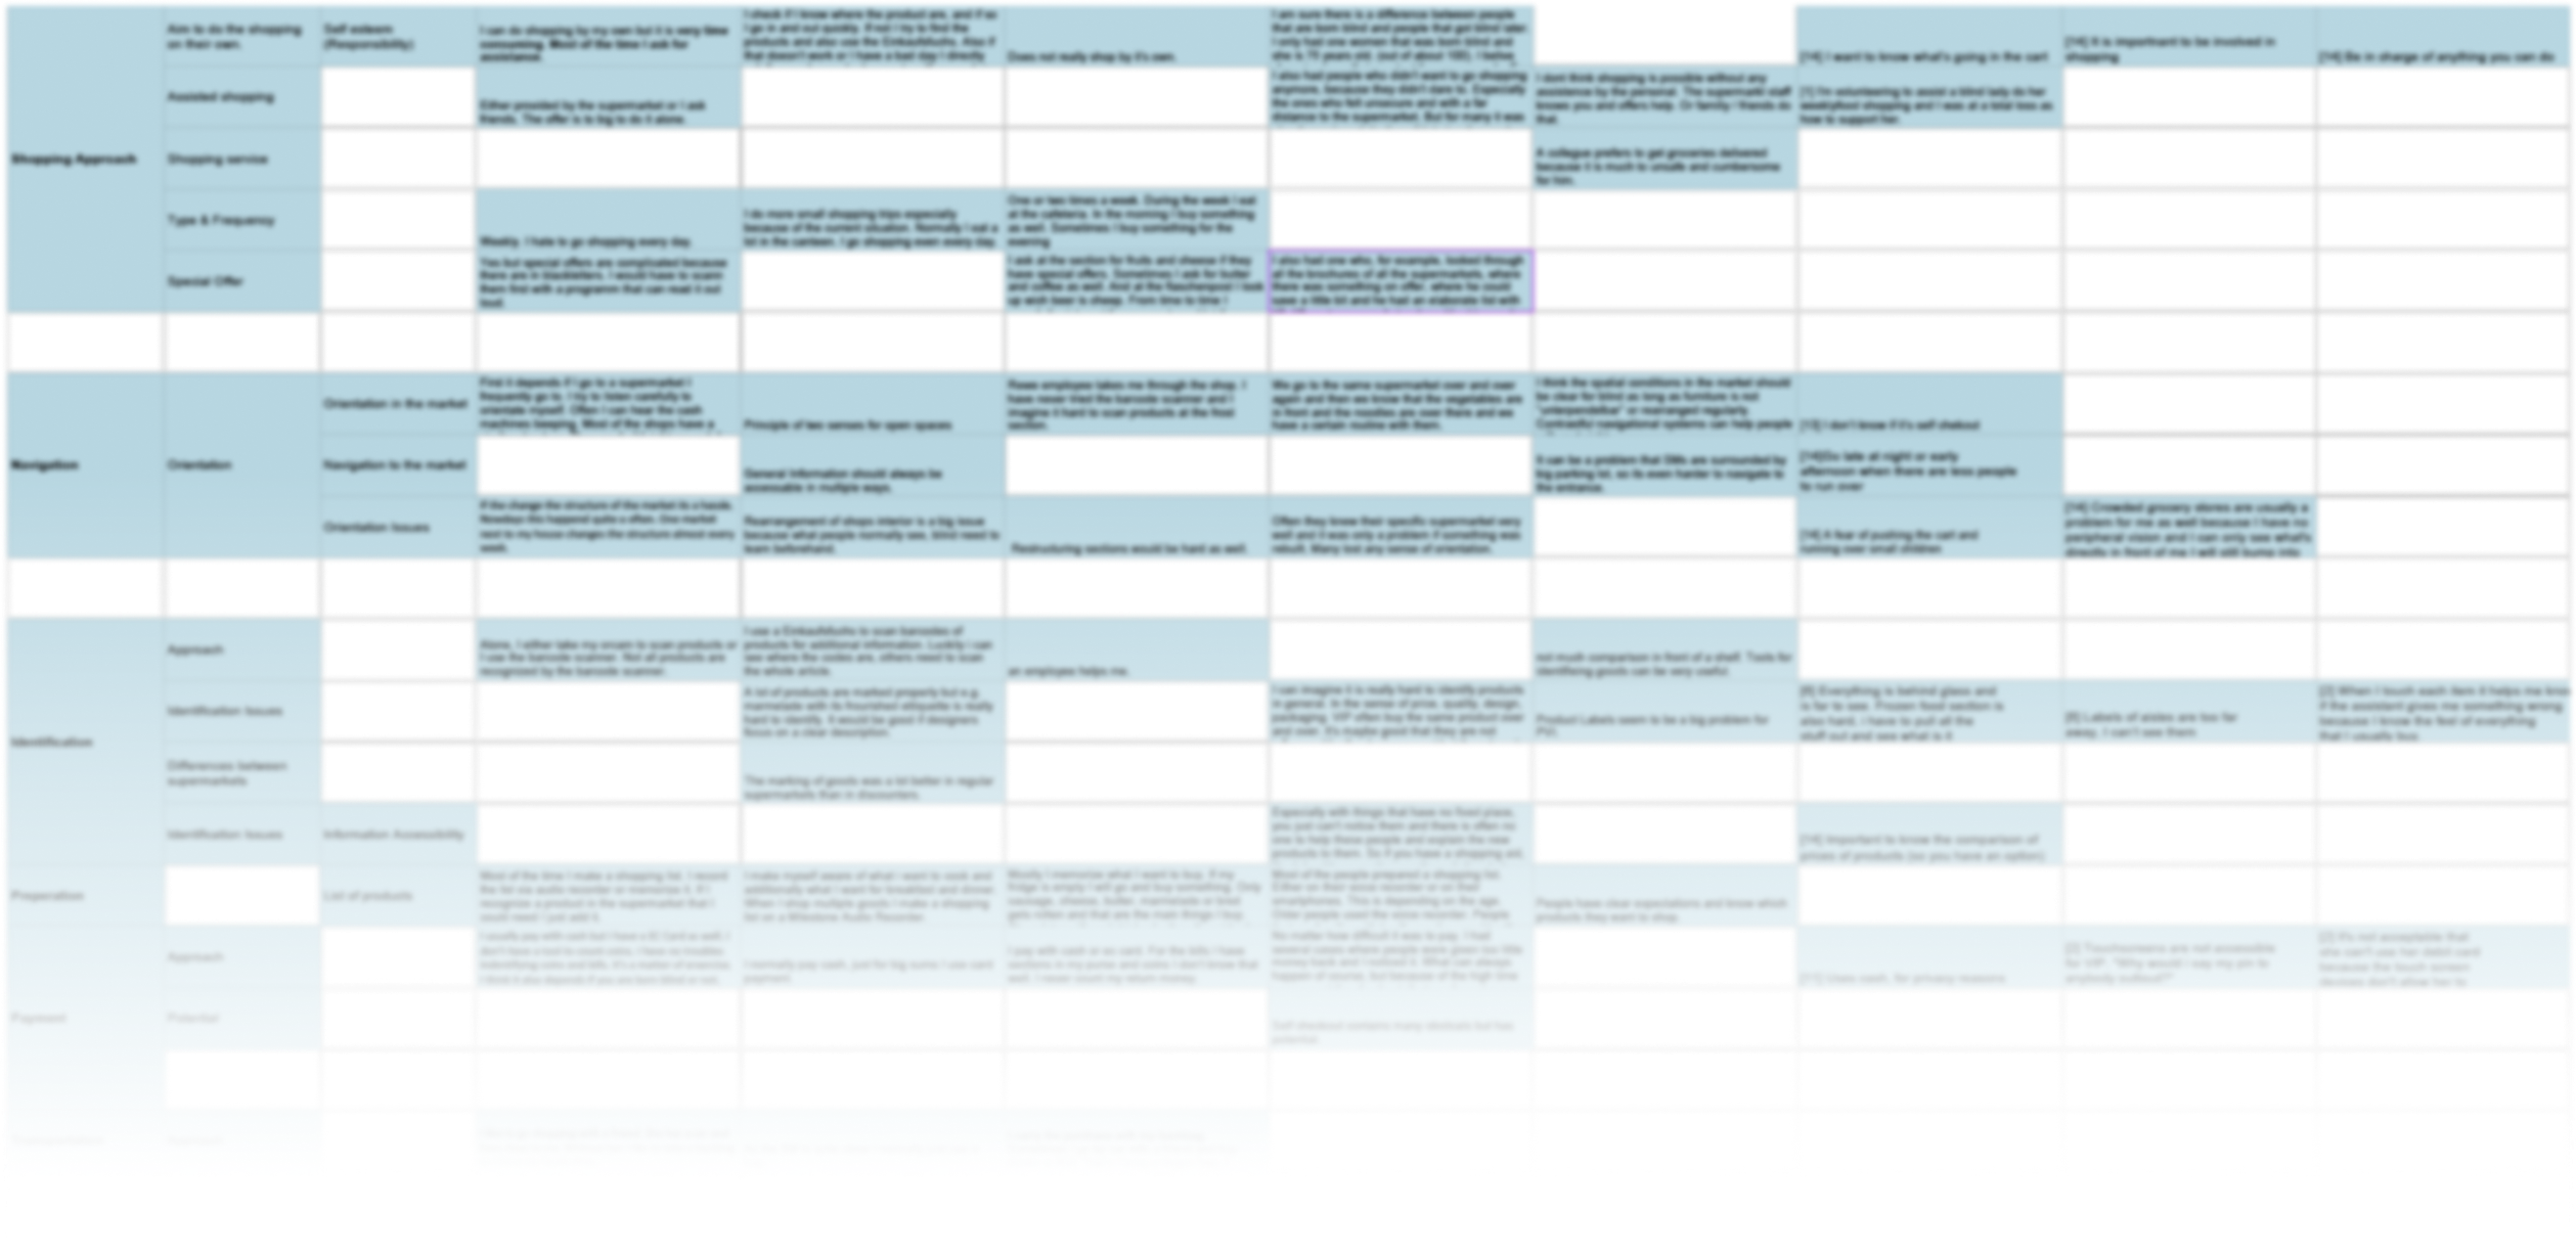 Aim to do the shopping
on their own.
Self esteem
(Responsibility)
I can do shopping by my own but it is very time
consuming. Most of the time I ask for
assistance.
I check if I know where the product are, and if so
I go in and out quickly. If not I try to find the
products and also use the Einkaufsfuchs. Also if
that doesn't work or I have a bad day I directly
Does not really shop by it's own.
I am sure there is a difference between people
that are born blind and people that got blind later.
I only had one women that was born blind and
she is 75 years old. (out of about 100),
[14] I want to know what's going in the cart
[14] It is important to be involved in
shopping
[14] Be in charge of anything you can do
Shopping Approach
Assisted shopping
Either provided by the supermarket or I ask
friends. The offer is to big to do it alone.
I also had people who didn't want to go shopping
anymore, because they didn't dare to. Especially
the ones who felt unsecure and with a far
distance to the supermarket. But for many it was
I dont think shopping is possible without any
assistance by the personal. The supermarkt staff
knows you and offers help. Or family / friends do
that.
[1] I'm volunteering to assist a blind lady do her
weeklyfood shopping and I was at a total loss as
how to support her.
Shopping service
A collegue prefers to get groceries delivered
because it is much to unsafe and cumbersome
for him.
Type & Frequency
Weekly. I hate to go shopping every day.
I do more small shopping trips especially
because of the current situation. Normally I eat a
lot in the canteen. I go shopping even every day.
One or two times a week. During the week I eat
at the cafeteria. In the morning I buy something
as well. Sometimes I buy something for the
evening
Special Offer
Yes but special offers are complicated because
there are in blackletters. I would have to scann
them first with a programm that can read it out
loud.
I ask at the section for fruits and cheese if they
have special offers. Sometimes I ask for butter
and coffee as well. And at the I look
up wich beer is cheap. From time to time I
I also had one who, for example, looked through
all the brochures of all the supermarkets, where
there was something on offer, where he could
save a little bit and he had an elaborate list with
Navigation
Orientation
Orientation in the market
First it depends if I go to a supermarket I
frequently go to. I try to listen carefully to
orientate myself. Often I can hear the cash
machines beeping. Most of the shops have a
Principle of two senses for open spaces
Rewe employee takes me through the shop. I
have never tried the barcode scanner and I
imagine it hard to scan products at the frost
section.
We go to the same supermarket over and over
again and then we know that the vegetables are
in front and the noodles are over there and we
have a certain routine with them.
I think the spatial conditions in the market should
be clear for blind as long as furniture is not
or rearranged regularly.
Contrastful navigational systems can help people
[13] I don't know if it's self chekout
Navigation to the market
General Information should always be
accessable in multiple ways.
It can be a problem that DMs are surrounded by
big parking lot, so its even harder to navigate to
the entrance.
[14]Go late at night or early
afternoon when there are less people
to run over
Orientation Issues
If the change the structure of the market its a hassle.
Nowdays this happend quite a often. One market
next to my house changes the structure almost every
week.
Rearrangement of shops interior is a big issue
because what people normally see, blind need to
learn beforehand.
Restructuring sections would be hard as well.
Often they knew their specific supermarket very
well and it was only a problem if something was
rebuilt. Many lost any sense of orientation.
[14] A fear of pushing the cart and
running over small children
[14] Crowded grocery stores are usually a
problem for me as well because I have no
peripheral vision and I can only see what's
directly in front of me I will still bump into
Identification
Approach
Alone, I either take my orcam to scan products or
I use the barcode scanner. Not all products are
recognized by the barcode scanner.
I use a Einkaufsfuchs to scan barcodes of
products for additional information. Luckily I can
see where the codes are, others need to scan
the whole article.
an employee helps me.
not much comparison in front of a shelf. Tools for
identifieing goods can be very useful.
Identification Issues
A lot of products are marked properly but e.g.
marmelade with its flourished etiquette is really
hard to identify. It would be good if designers
focus on a clear description.
I can imagine it is really hard to identify products
in general. In the sense of price, quality, design,
packaging. VIP often buy the same product over
and over. It's maybe good that they are not
Product Labels seem to be a big problem for
PVI.
[5] Everything is behind glass and
is far to see. Frozen food section is
also hard, i have to pull all the
stuff out and see what is it
[5] Labels of aisles are too far
away, I can't see them
[2] When I touch each item it helps me know
if the assistant gives me something wrong
because I know the feel of everything
that I usually buy.
Differences between
supermarkets
The marking of goods was a lot better in regular
supermarkets than in discounters.
Identification Issues
Information Accessibility
Especially with things that have no fixed place,
you just can't notice them and there is often no
one to help these people and explain the new
products to them. So if you have a shopping aid,
[14] Important to know the comparison of
prices of products (so you have an option)
Preperation
List of products
Most of the time I make a shopping list. I record
the list via audio recorder or memorize it. If I
recognize a product in the supermarket that I
could need I just add it.
I make myself aware of what i want to cook and
additionally what I want for breakfast and dinner.
When I shop multiple goods I make a shopping
list on a Milestone Audio Recorder.
Mostly I memorize what I want to buy. If my
fridge is empty I will go and buy something. Only
sausage, cheese, butter, marmelade or bred
gets rotten and that are the main things I buy.
Most of the people prepared a shopping list.
Either on their voice recorder or on their
smartphones. This is depending on the age.
Older people used the voice recorder. People
People have clear expectations and know which
products they want to shop.
Payment
Approach
I normally pay cash, just for big sums I use card
payment
I pay with cash or ec card. For the bills I have
sections in my purse and coins I don't know that
well. I never count my return money.
No matter how difficult it was to pay. I had
several cases where people were given too little
money back and I noticed it. What can always
happen of course, but because of the high time
[11] Uses cash, for privacy reasons
[2] Touchscreens are not accessible
for VIP. "Why would i say my pin to
anybody outloud?"
[2] It's not acceptable that
she can't use her debit card
because the touch screen
devices don't allow her to
Potential
Self checkout contains many obstacles but has
potential.